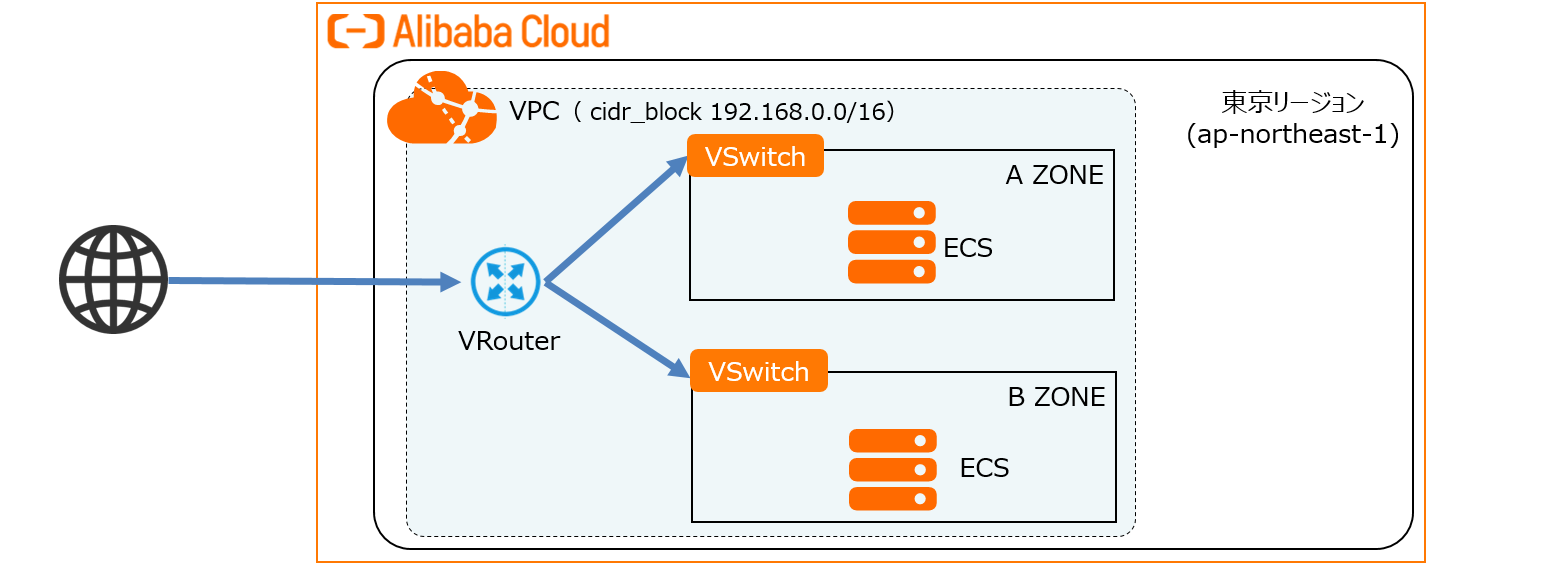 Alibaba Cloud
VPC（ cidr_block 192.168.0.0/16）
東京リージョン
(ap-northeast-1)
VSwitch
A ZONE
ECS
VRouter
VSwitch
B ZONE
ECS